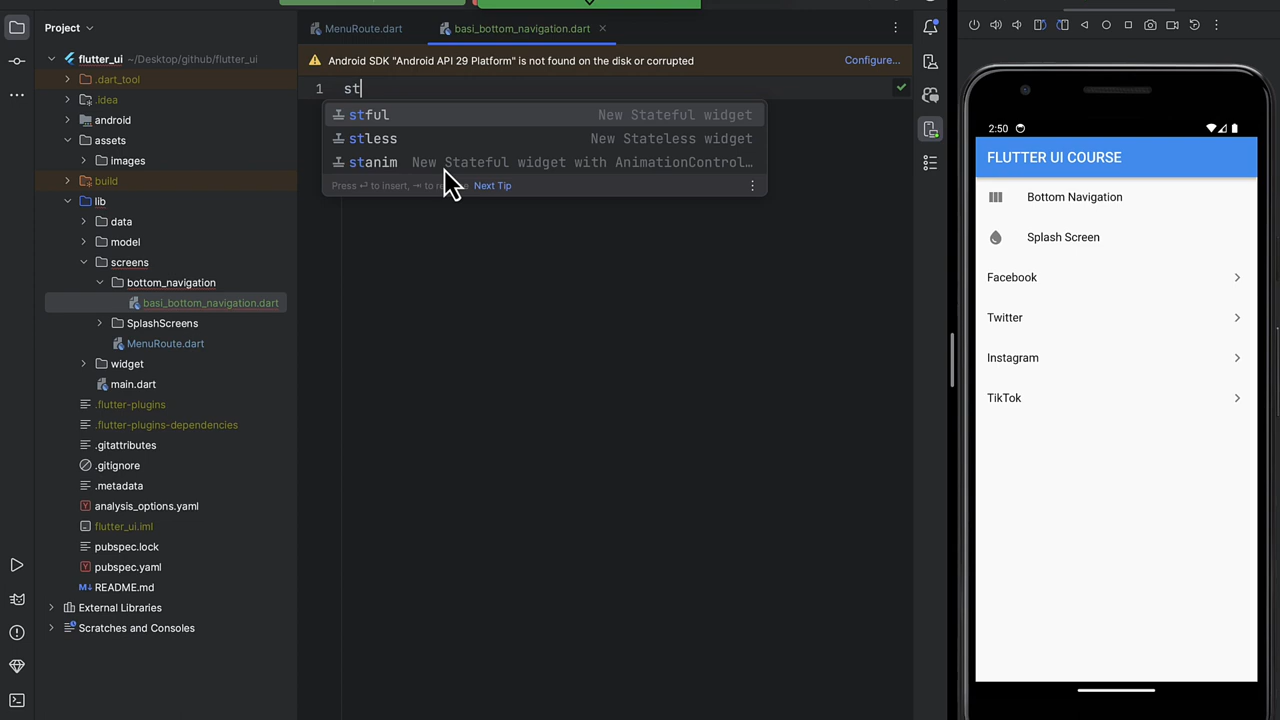 Project
MenuRoute.dart
basi_bottom_navigation.dart
flutter_ui ~/Desktop/github/flutter_ui
Android SDK "Android API 29 Platform" is not found on the disk or corrupted
Configure...
.dart_tool
.idea
android
assets
images
build
lib
data
model
screens
bottom_navigation
basi_bottom_navigation.dart
SplashScreens
MenuRoute.dart
widget
main.dart
.flutter-plugins
.flutter-plugins-dependencies
.gitattributes
.gitignore
.metadata
analysis_options.yaml
flutter_ui.iml
pubspec.lock
pubspec.yaml
README.md
External Libraries
Scratches and Consoles
1 st
stful New Stateful widget
stless New Stateless widget
stanim New Stateful widget with AnimationControl...
Press ⏎ to insert, ⇥ to Next Tip
2:50
FLUTTER UI COURSE
Bottom Navigation
Splash Screen
Facebook
Twitter
Instagram
TikTok